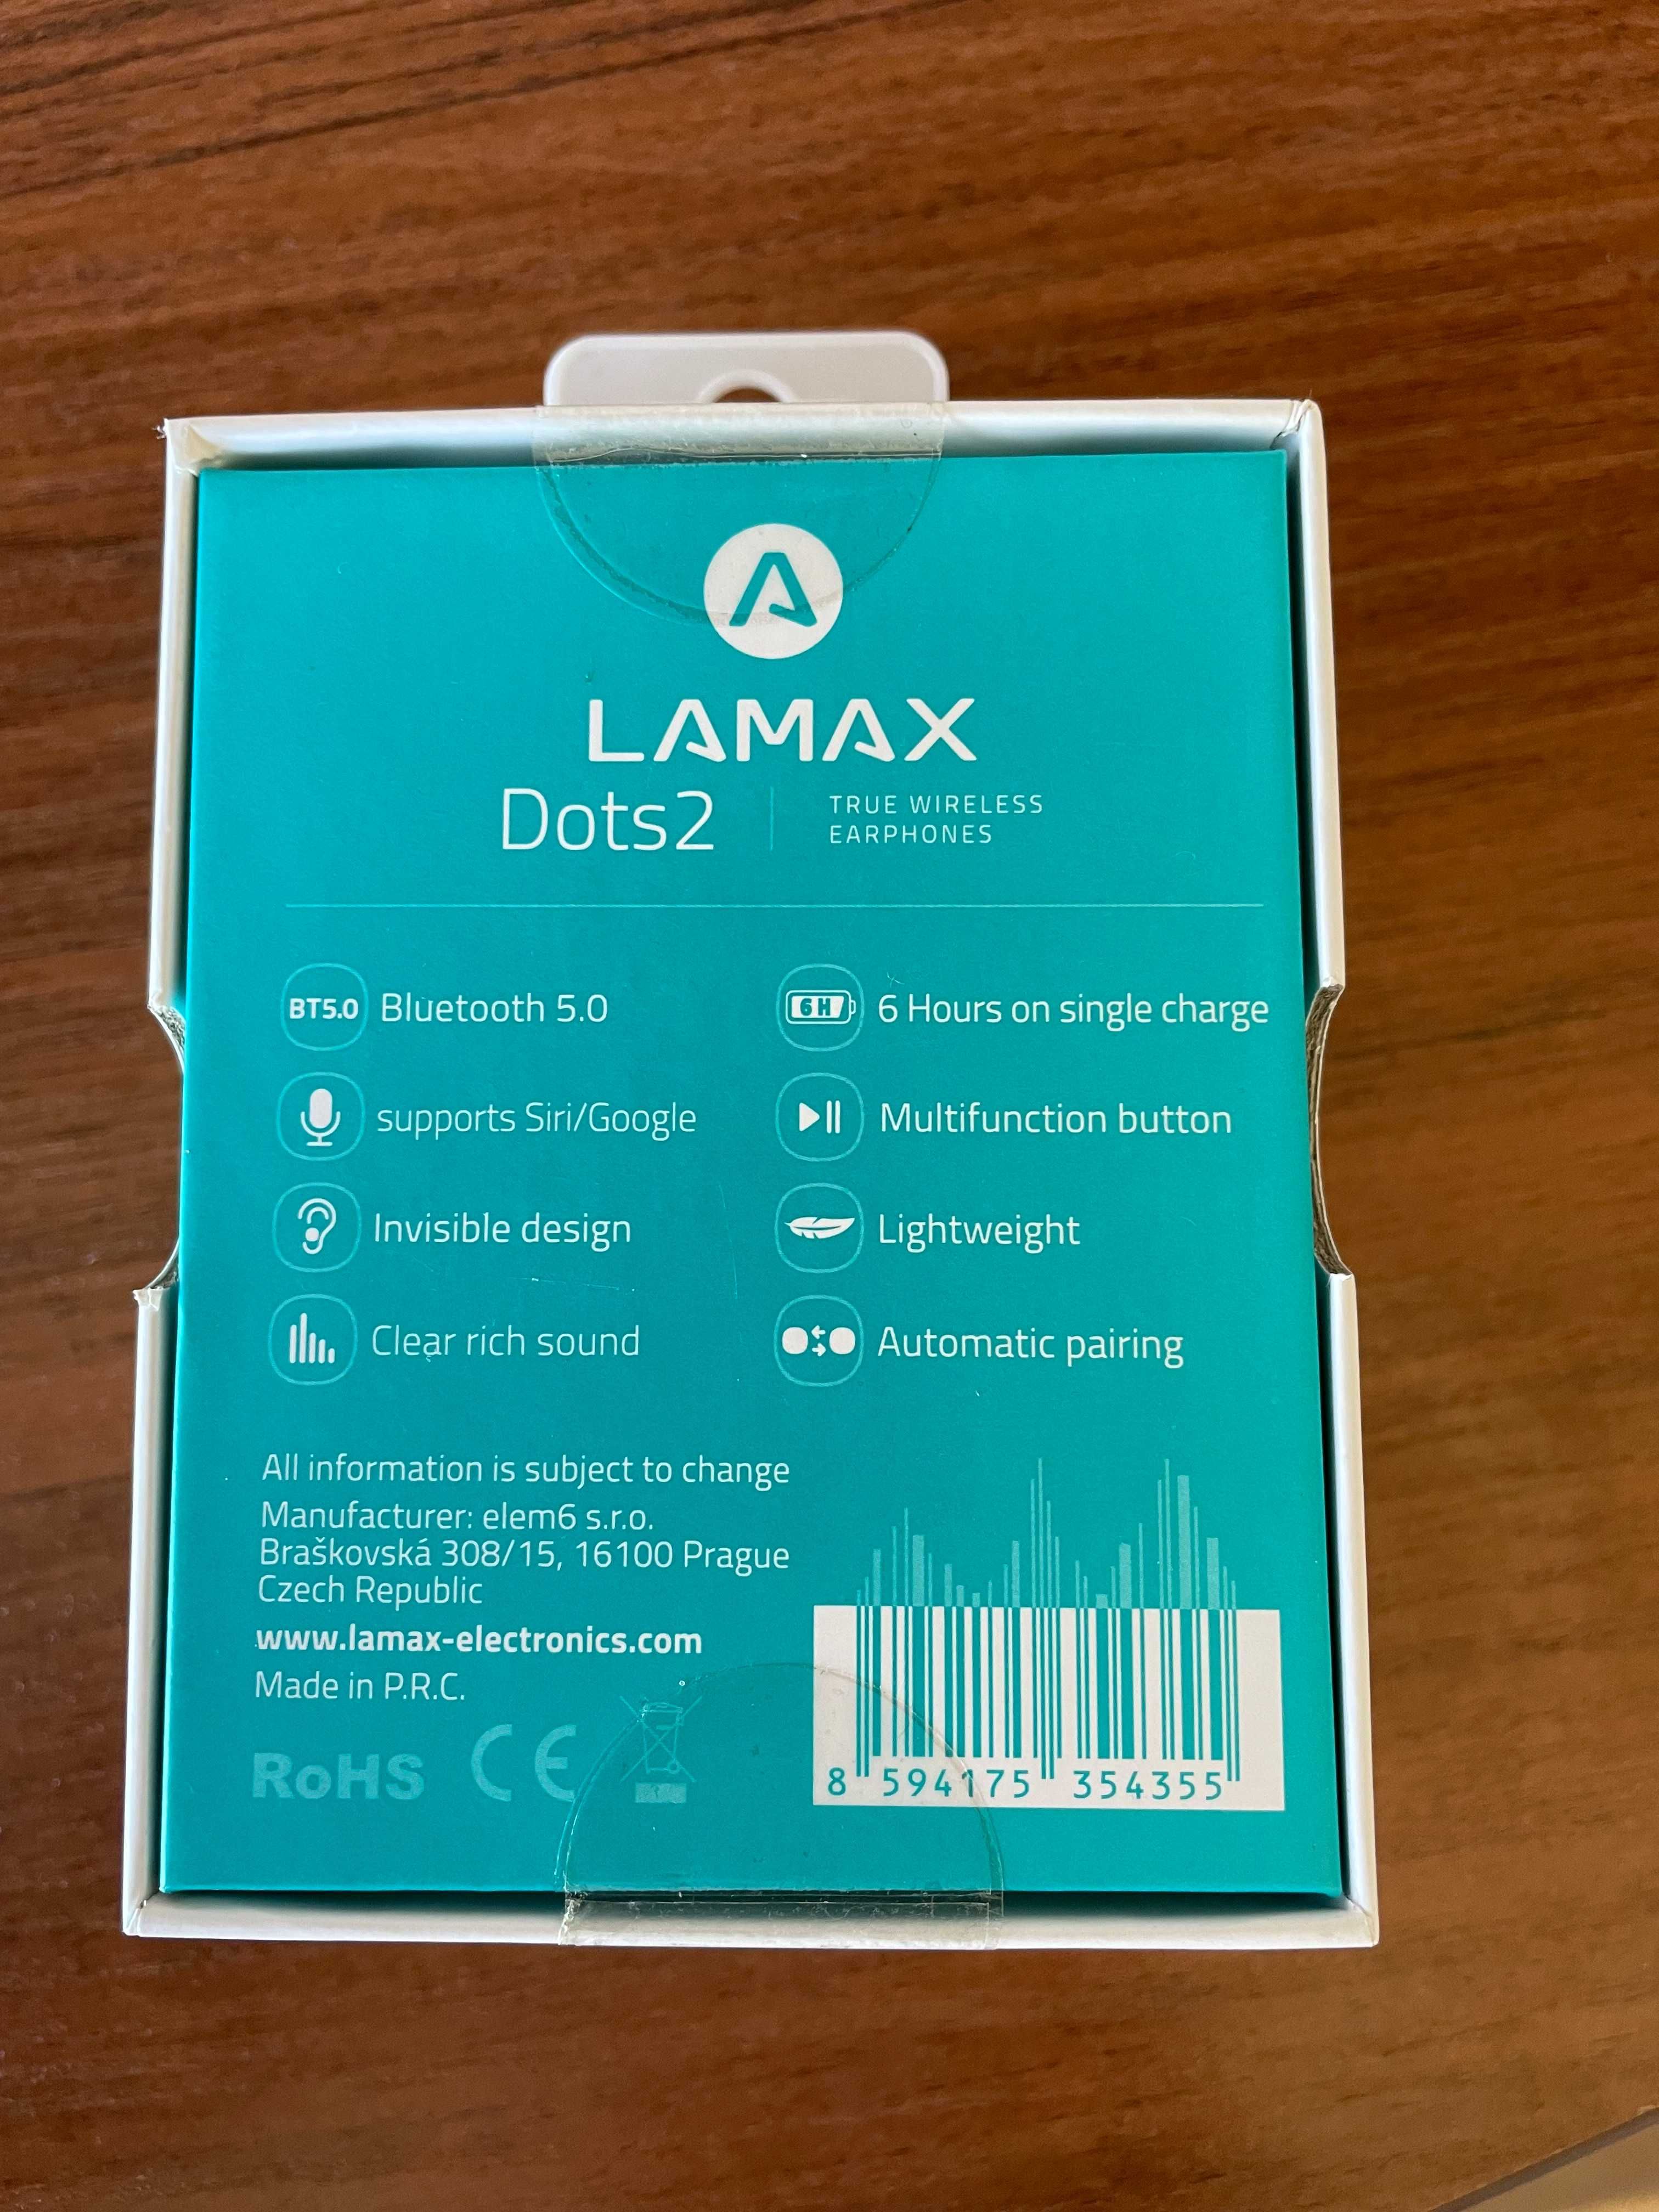 LAMAX
Dots2
TRUE WIRELESS
EARPHONES
BT5.0 Bluetooth 5.0
6H 6 Hours on single charge
supports Siri/Google
Multifunction button
Invisible design
Lightweight
Clear rich sound
Automatic pairing
All information is subject to change
Manufacturer: elem6 s.r.o.
Braškovská 308/15, 16100 Prague
Czech Republic
www.lamax-electronics.com
Made in P.R.C.
RoHS CE
8 594175 354355